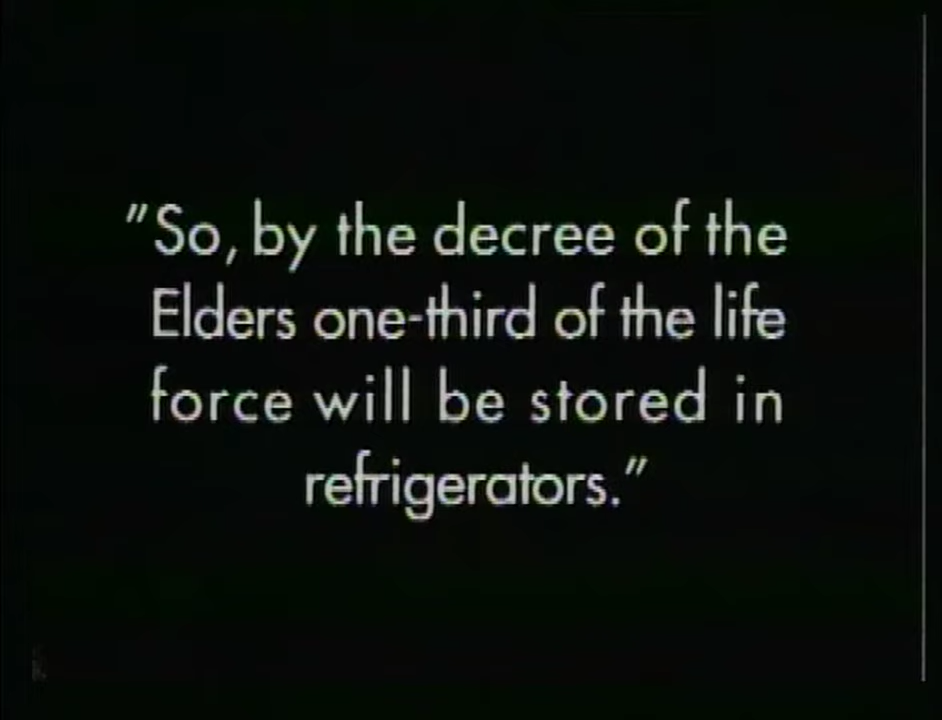 "So, by the decree of the
Elders one-third of the life
force will be stored in
refrigerators."